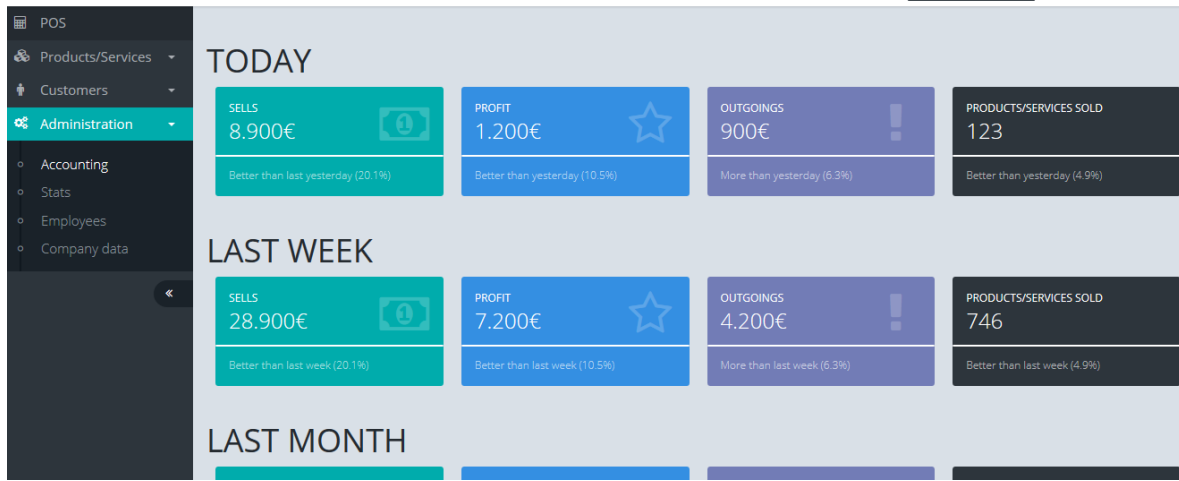 POS
Products/Services
Customers
Administration
Accounting
Stats
Employees
Company data
TODAY
SELLS
8.900€
Better than last yesterday (20.1%)
PROFIT
1.200€
Better than yesterday (10.5%)
OUTGOINGS
900€
More than yesterday (6.3%)
PRODUCTS/SERVICES SOLD
123
Better than yesterday (4.9%)
LAST WEEK
SELLS
28.900€
Better than last week (20.1%)
PROFIT
7.200€
Better than last week (10.5%)
OUTGOINGS
4.200€
More than last week (6.3%)
PRODUCTS/SERVICES SOLD
746
Better than last week (4.9%)
LAST MONTH